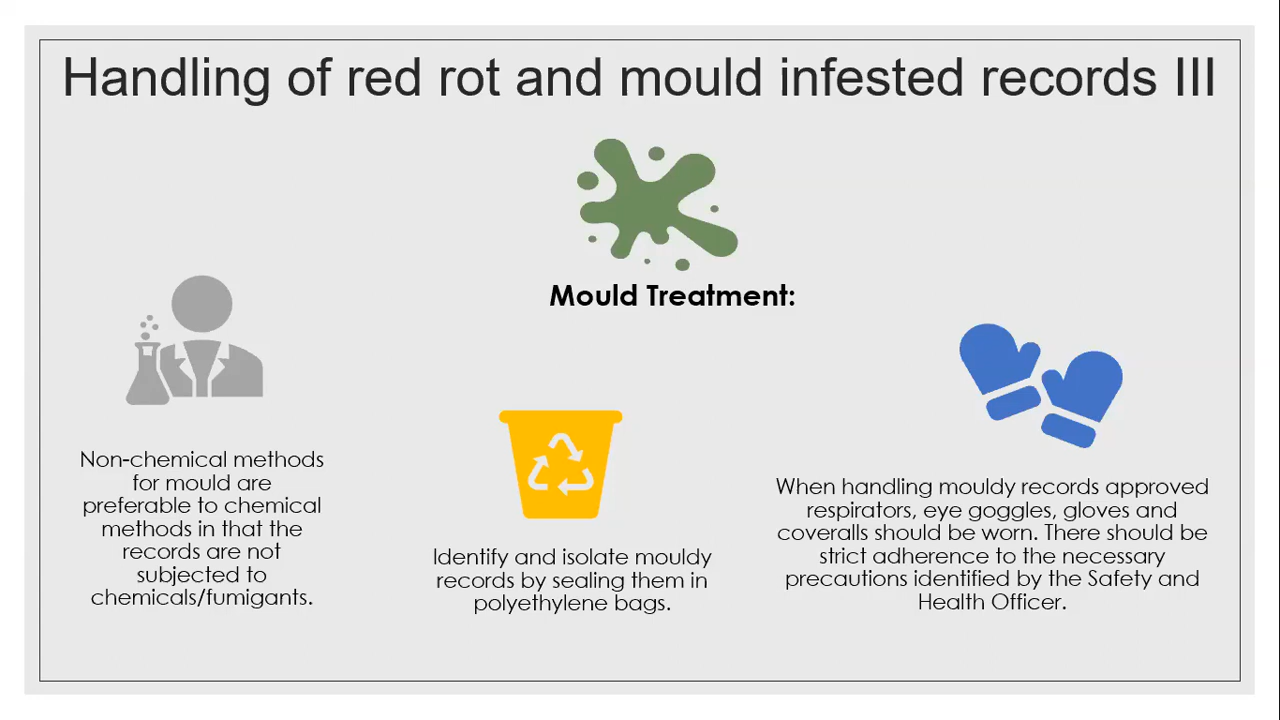 Handling of red rot and mould infested records III
Mould Treatment:
Non-chemical methods
for mould are
preferable to chemical
methods in that the
records are not
subjected to
chemicals/fumigants.
Identify and isolate mouldy
records by sealing them in
polyethylene bags.
When handling mouldy records approved
respirators, eye goggles, gloves and
coveralls should be worn. There should be
strict adherence to the necessary
precautions identified by the Safety and
Health Officer.